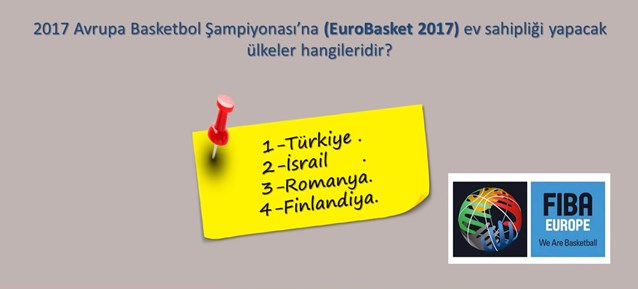 2017 Avrupa Basketbol Şampiyonası’na (EuroBasket 2017) ev sahipliği yapacak
ülkeler hangileridir?
1-Türkiye .
2-İsrail .
3-Romanya.
4-Finlandiya.
FIBA
EUROPE
We Are Basketball